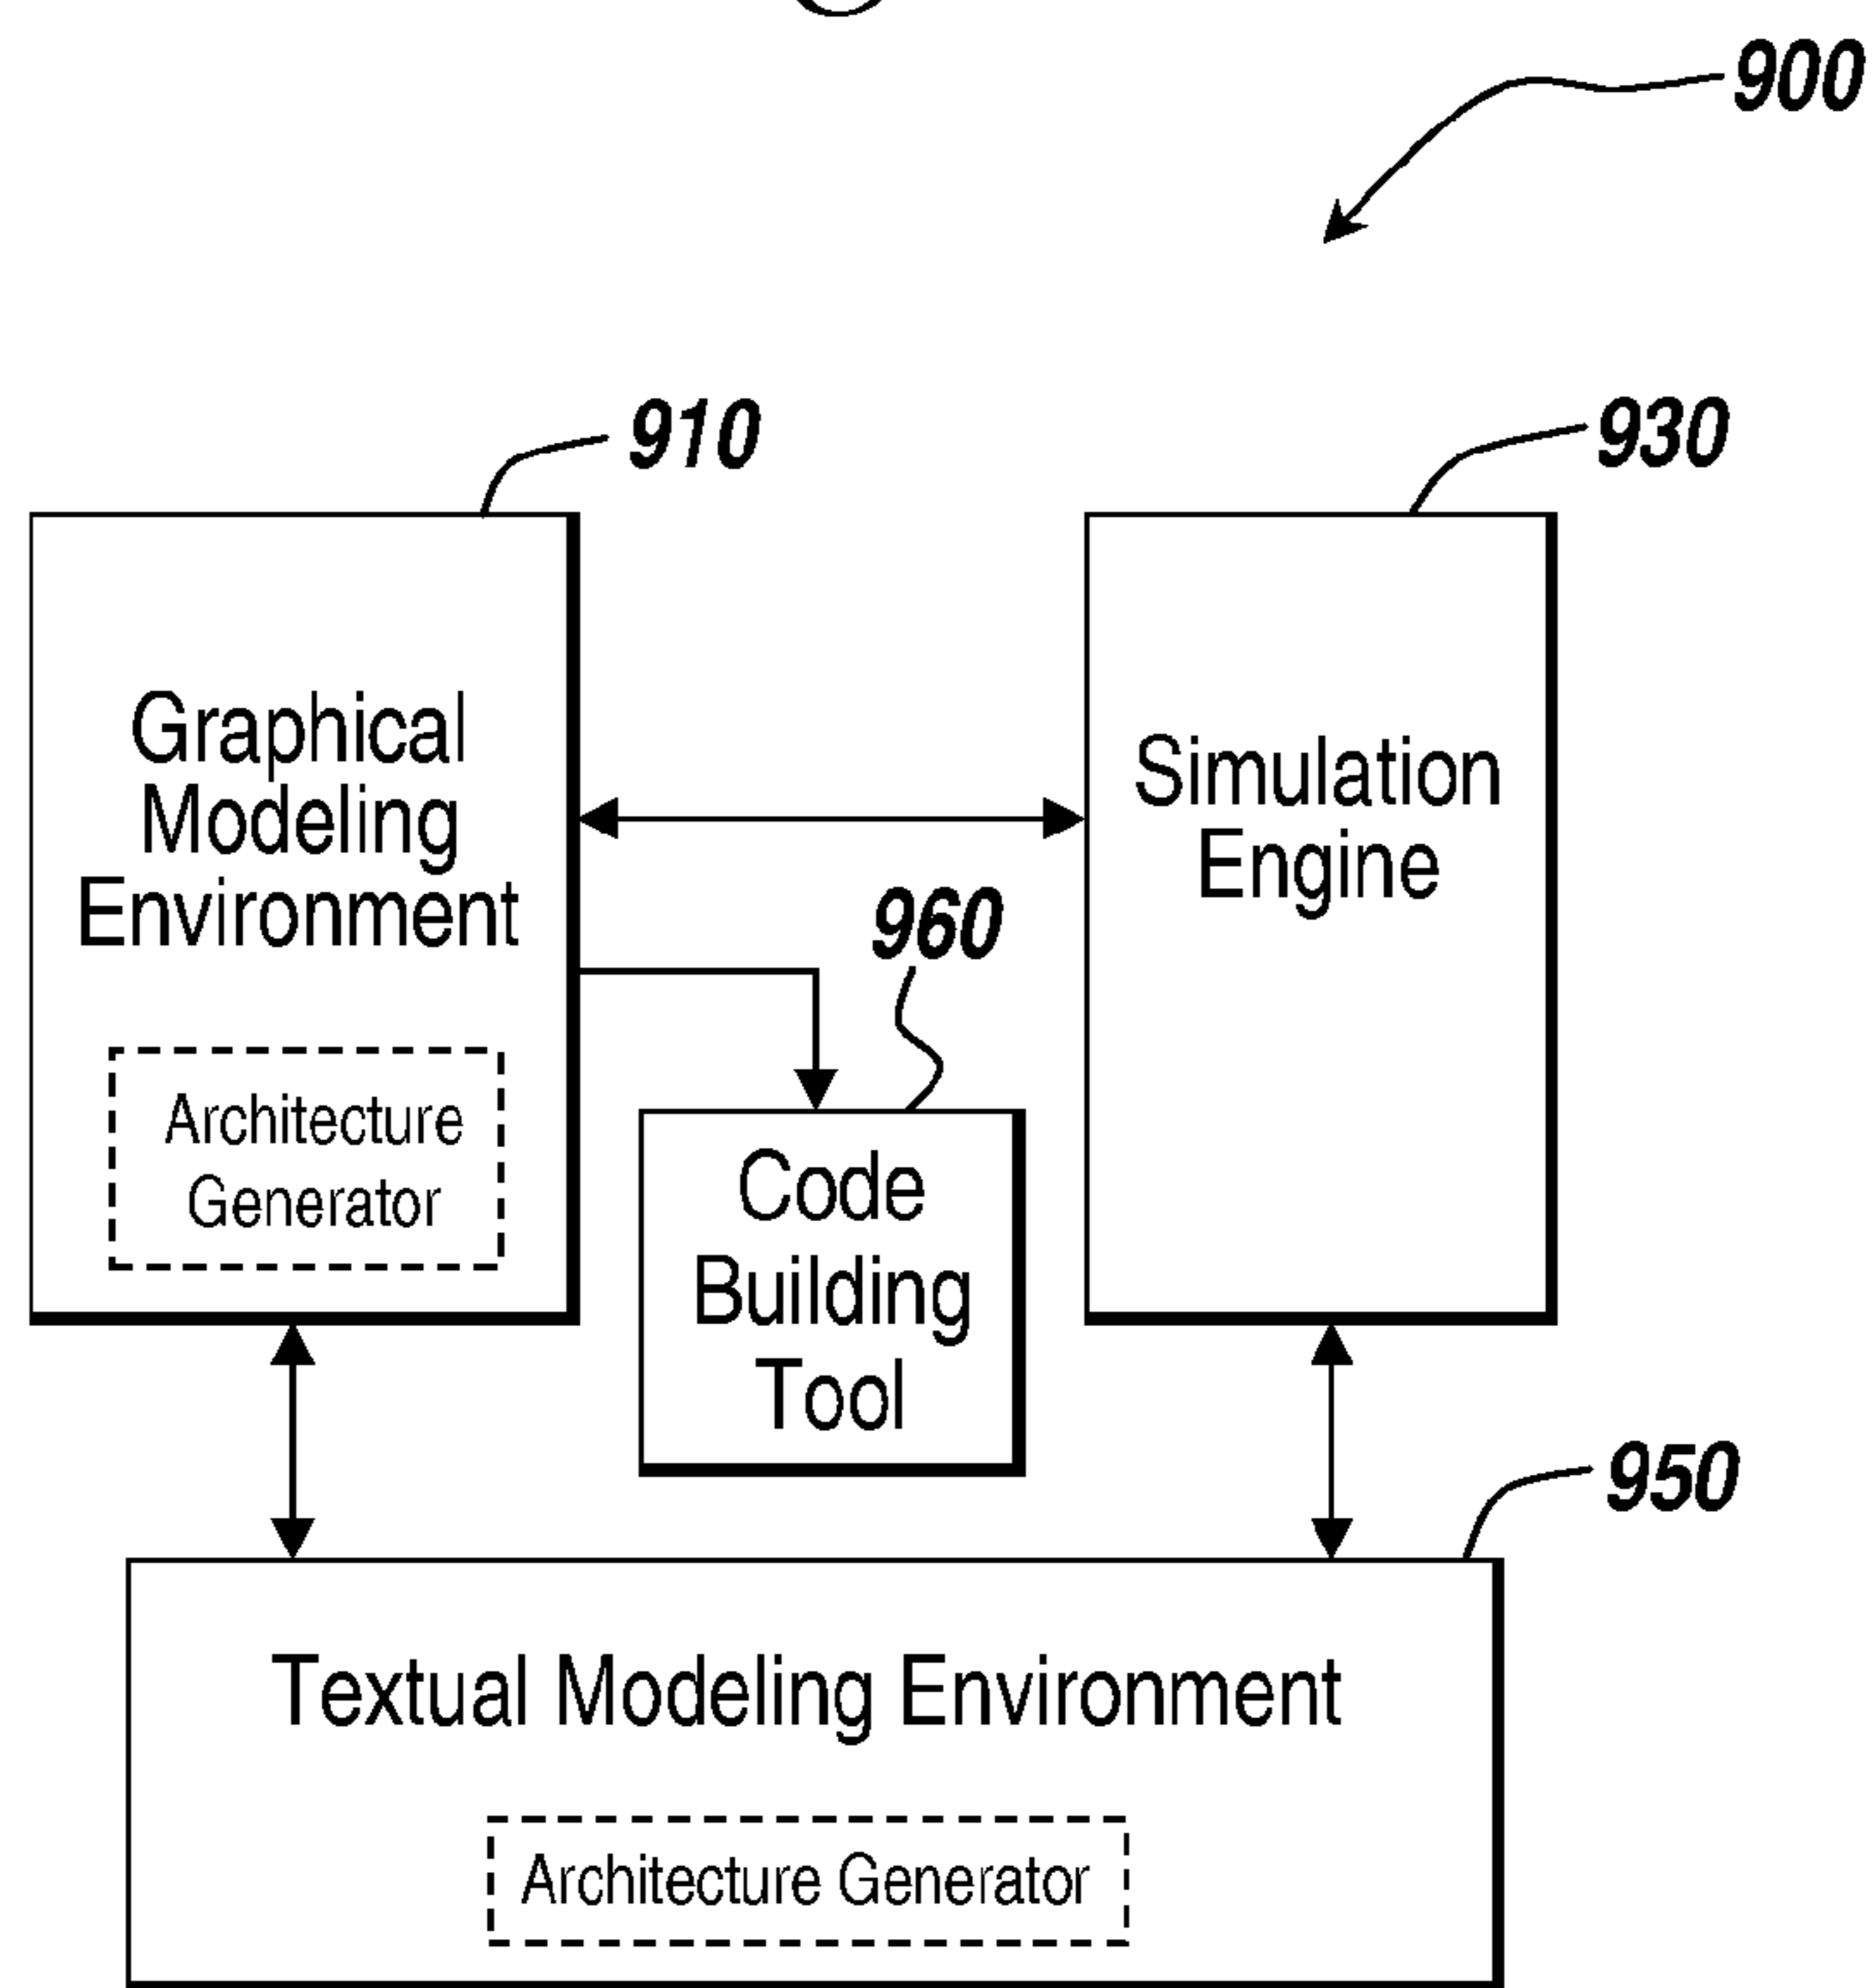 900
910
930
Graphical
Modeling
Environment
Simulation
Engine
960
Architecture
Generator
Code
Building
Tool
950
Textual Modeling Environment
Architecture Generator